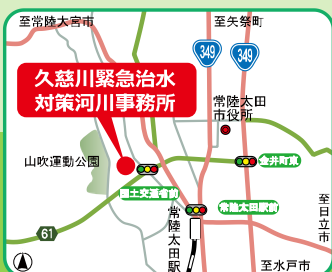 至常陸大宮市
至矢祭町
349
349
久慈川緊急治水
対策河川事務所
常陸太田
市役所
山吹運動公園
金井町東
国土交通省前
常陸太田駅前
61
常陸太田駅
至日立市
至水戸市